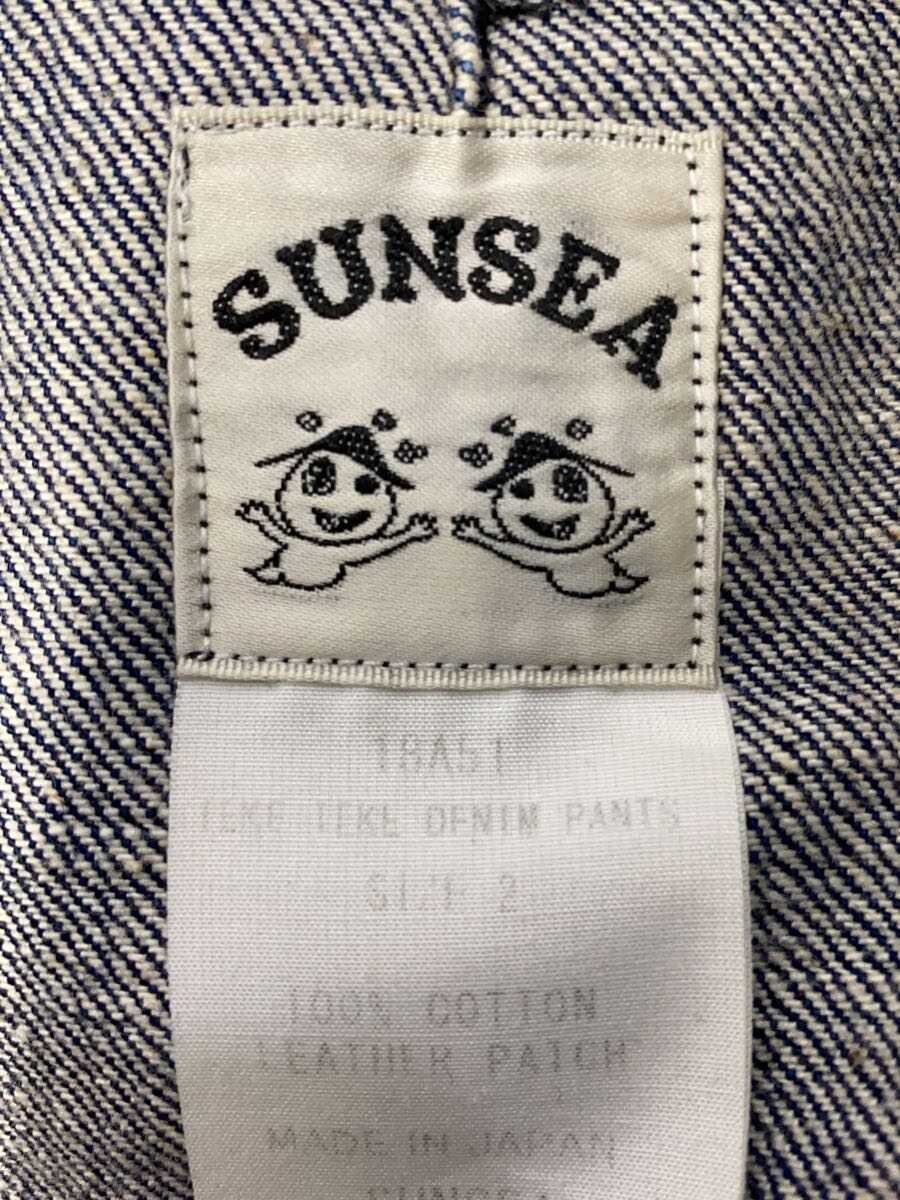 SUNSEA
18A51
TEKE TEKE DENIM PANTS
SIZE 2
100% COTTON
LEATHER PATCH
MADE IN JAPAN